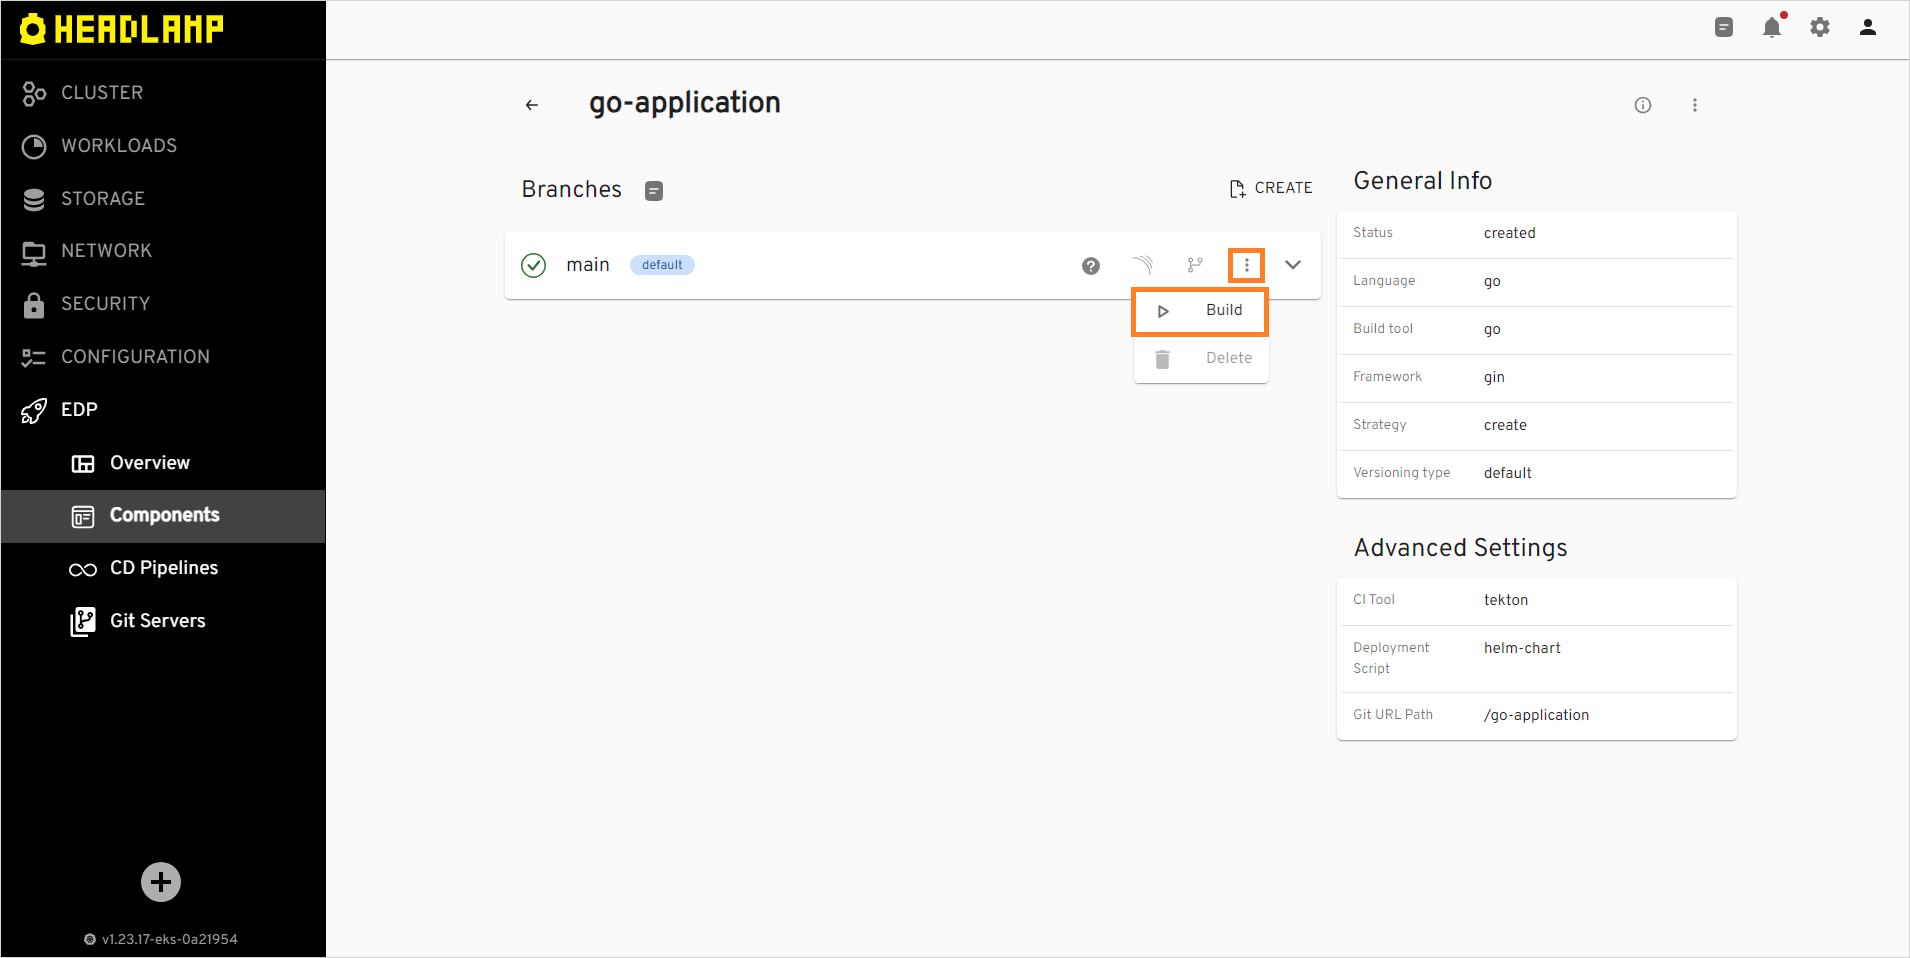 HEADLAMP
CLUSTER
WORKLOADS
STORAGE
NETWORK
SECURITY
CONFIGURATION
EDP
Overview
Components
CD Pipelines
Git Servers
v1.23.17-eks-0a21954
go-application
Branches
CREATE
main default
Build
Delete
General Info
Status created
Language go
Build tool go
Framework gin
Strategy create
Versioning type default
Advanced Settings
CI Tool tekton
Deployment helm-chart
Script
Git URL Path /go-application